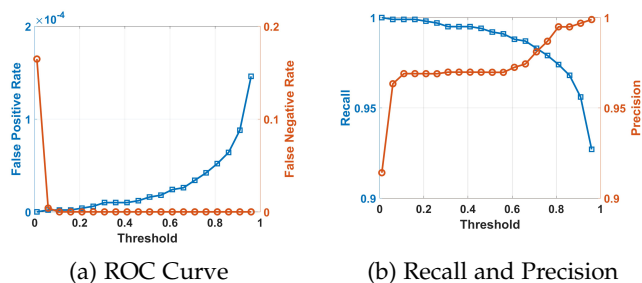 2 ×10⁻⁴
1
0
False Positive Rate
0.2
0.1
0
False Negative Rate
0 0.2 0.4 0.6 0.8 1
Threshold
(a) ROC Curve
1
0.95
0.9
Recall
1
0.95
0.9
Precision
0 0.2 0.4 0.6 0.8 1
Threshold
(b) Recall and Precision